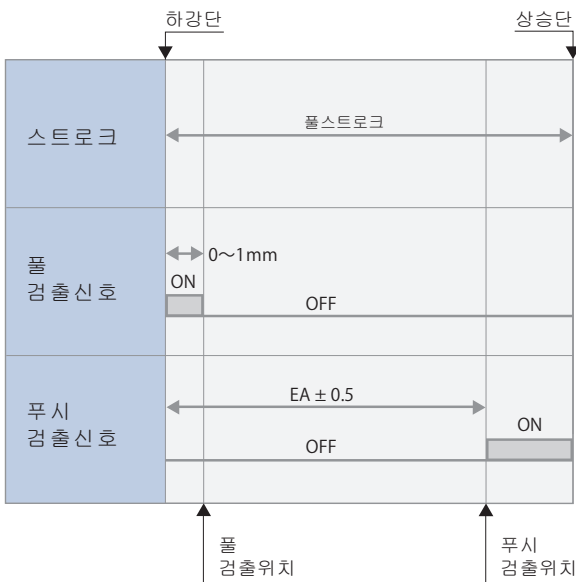 하강단
상승단
스트로크
풀스트로크
풀
검출신호
0～1mm
ON
OFF
푸시
검출신호
EA ± 0.5
ON
OFF
풀
검출위치
푸시
검출위치